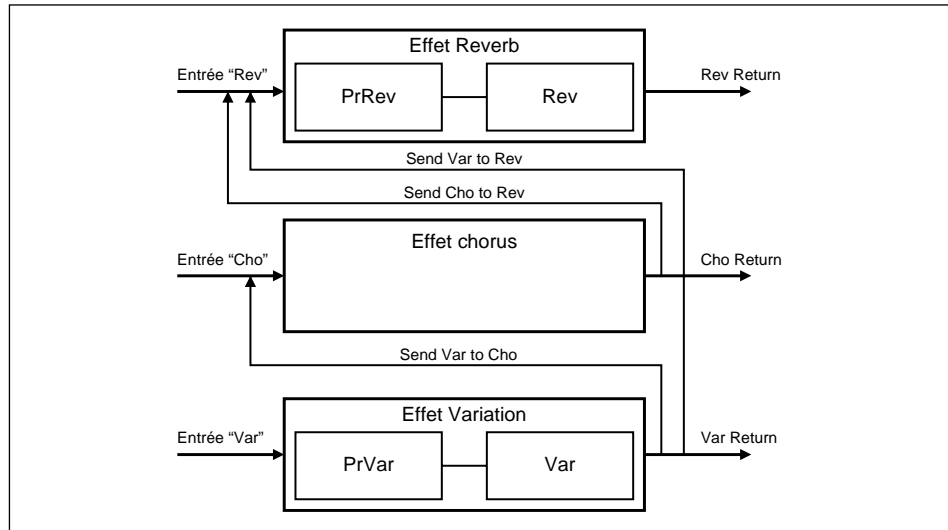 Effet Reverb
Entrée “Rev”
PrRev
Rev
Rev Return
Send Var to Rev
Send Cho to Rev
Effet chorus
Entrée “Cho”
Cho Return
Send Var to Cho
Effet Variation
Entrée “Var”
PrVar
Var
Var Return